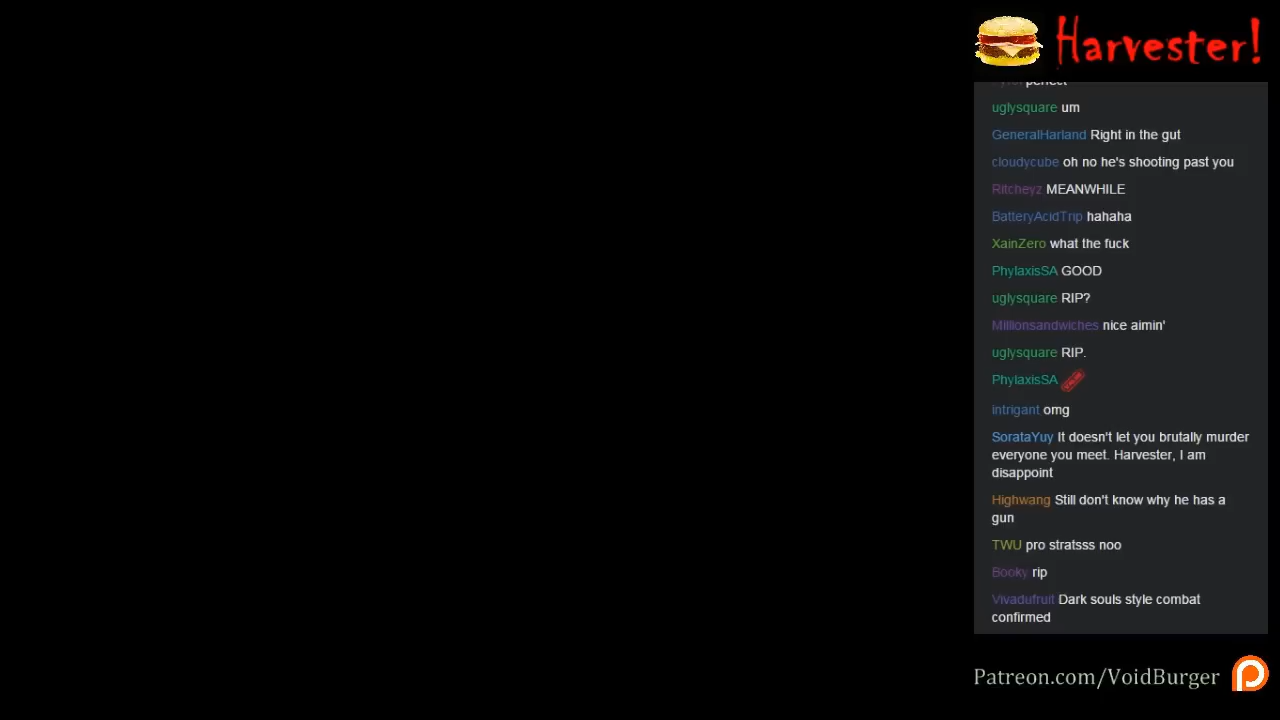 Harvester!
perfect
uglysquare um
GeneralHarland Right in the gut
cloudycube oh no he's shooting past you
Ritcheyz MEANWHILE
BatteryAcidTrip hahaha
XainZero what the fuck
PhylaxisSA GOOD
uglysquare RIP?
Millionsandwiches nice aimin'
uglysquare RIP.
PhylaxisSA
intrigant omg
SorataYuy It doesn't let you brutally murder
everyone you meet. Harvester, I am
disappoint
Highwang Still don't know why he has a
gun
TWU pro stratsss noo
Booky rip
Vivadufruit Dark souls style combat
confirmed
Patreon.com/VoidBurger